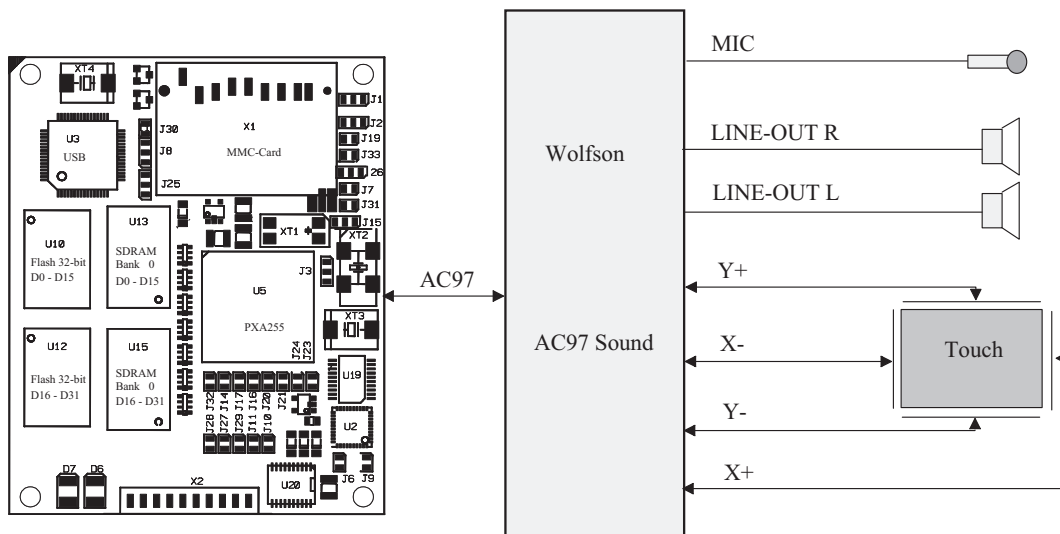 XT4
U3
USB
J30
J8
J25
X1
MMC-Card
J1
J2
J19
J33
26
J7
J31
J15
XT1
XT2
U10
Flash 32-bit
D0 - D15
U13
SDRAM
Bank 0
D0 - D15
U5
PXA255
J3
XT3
J24
J23
U12
Flash 32-bit
D16 - D31
U15
SDRAM
Bank 0
D16 - D31
U19
J32
J14
J17
J16
J20
J21
J28
J27
J29
J11
J10
U2
D7
D6
X2
U20
J6
J9
AC97
Wolfson
AC97 Sound
MIC
LINE-OUT R
LINE-OUT L
Y+
X-
Y-
X+
Touch